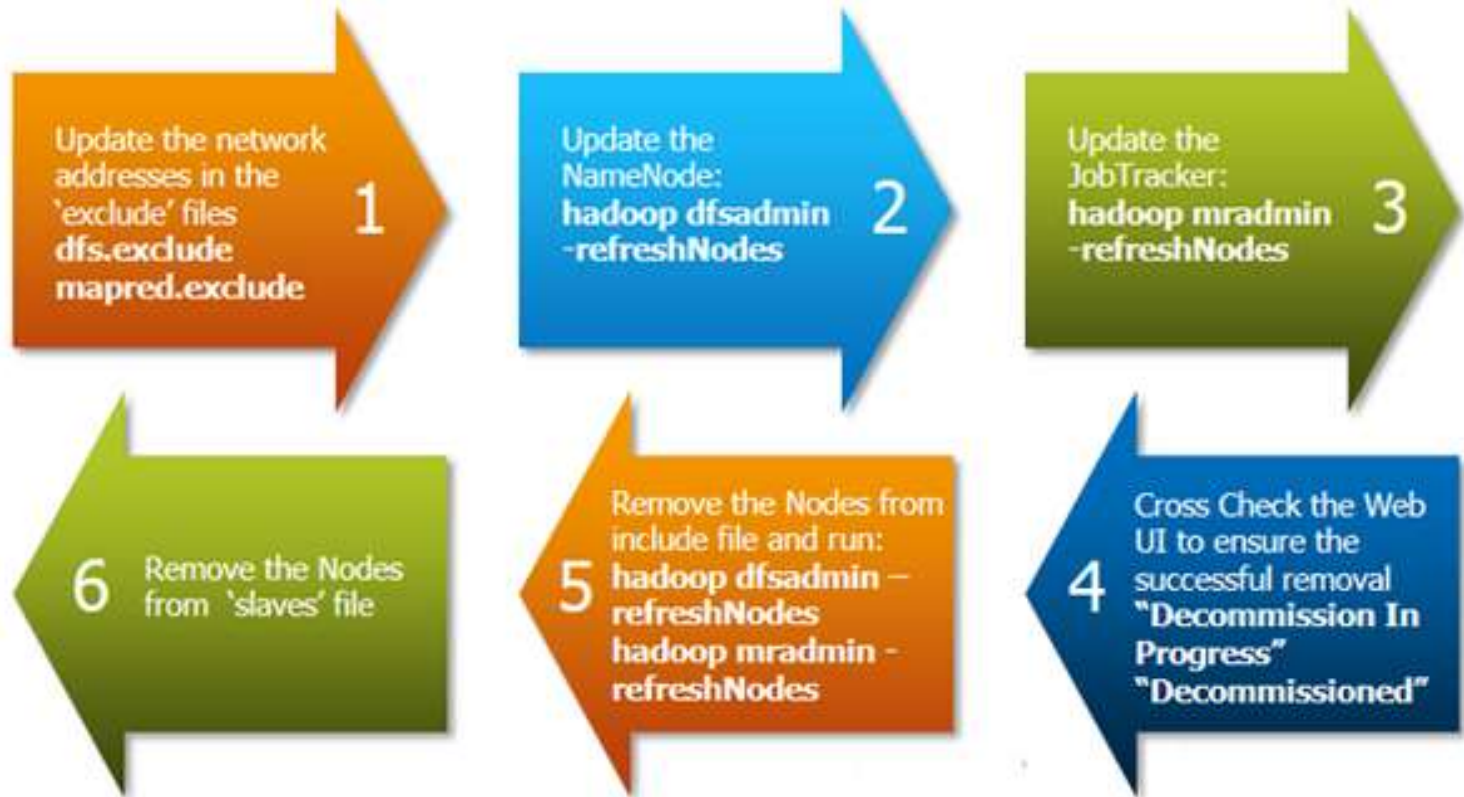 Update the network
addresses in the
‘exclude’ files
dfs.exclude
mapred.exclude
1
Update the
NameNode:
hadoop dfsadmin
-refreshNodes
2
Update the
JobTracker:
hadoop mradmin
-refreshNodes
3
4
Cross Check the Web
UI to ensure the
successful removal
“Decommission In
Progress”
“Decommissioned”
5
Remove the Nodes from
include file and run:
hadoop dfsadmin –
refreshNodes
hadoop mradmin -
refreshNodes
6
Remove the Nodes
from ‘slaves’ file